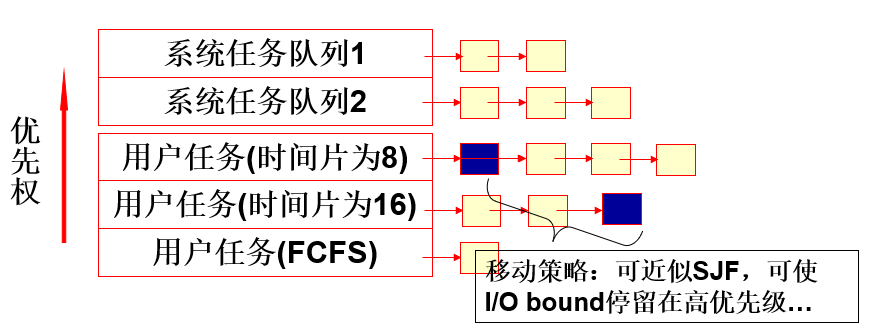 系统任务队列1
系统任务队列2
优先权
用户任务(时间片为8)
用户任务(时间片为16)
用户任务(FCFS)
移动策略：可近似SJF，可使
I/O bound停留在高优先级...